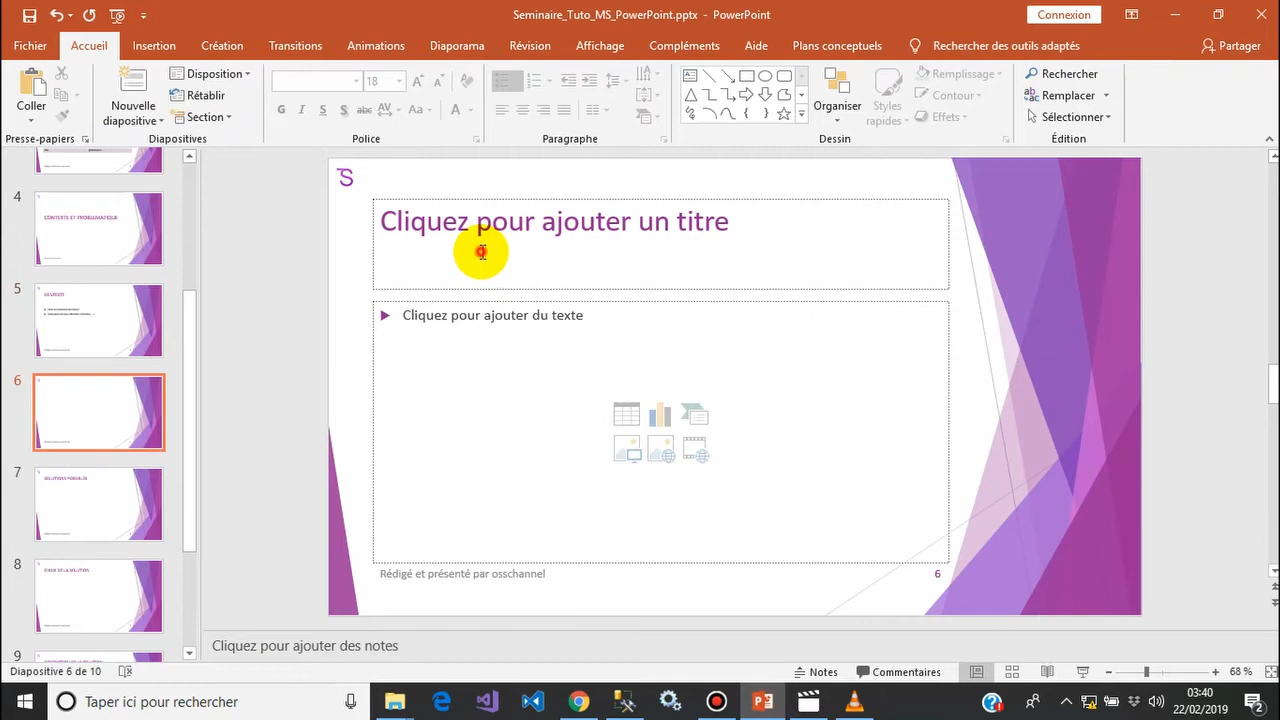 Seminaire_Tuto_MS_PowerPoint.pptx - PowerPoint
Connexion
Fichier Accueil Insertion Création Transitions Animations Diaporama Révision Affichage Compléments Aide Plans conceptuels Rechercher des outils adaptés Partager
Coller
Presse-papiers
Nouvelle diapositive
Disposition
Rétablir
Section
Diapositives
18
G I S S abc AV Aa A
Police
Paragraphe
Organiser
Styles rapides
Remplissage
Contour
Effets
Dessin
Rechercher
Remplacer
Sélectionner
Édition
4
CONTEXTE ET PROBLEMATIQUE
5
6
7
SOLUTIONS POSSIBLES
8
CHOIX DE LA SOLUTION
9
S
Cliquez pour ajouter un titre
Cliquez pour ajouter du texte
Rédigé et présenté par osschannel
6
Cliquez pour ajouter des notes
Diapositive 6 de 10
Notes
Commentaires
68 %
Taper ici pour rechercher
03:40
22/02/2019
2